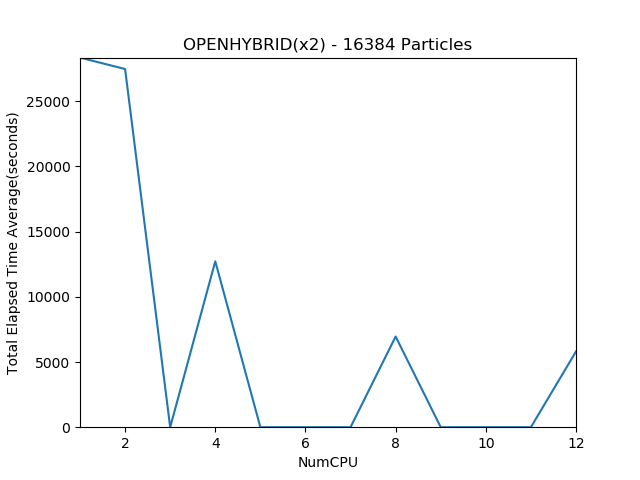 OPENHYBRID(x2) - 16384 Particles
Total Elapsed Time Average(seconds)
25000
20000
15000
10000
5000
0
2 4 6 8 10 12
NumCPU